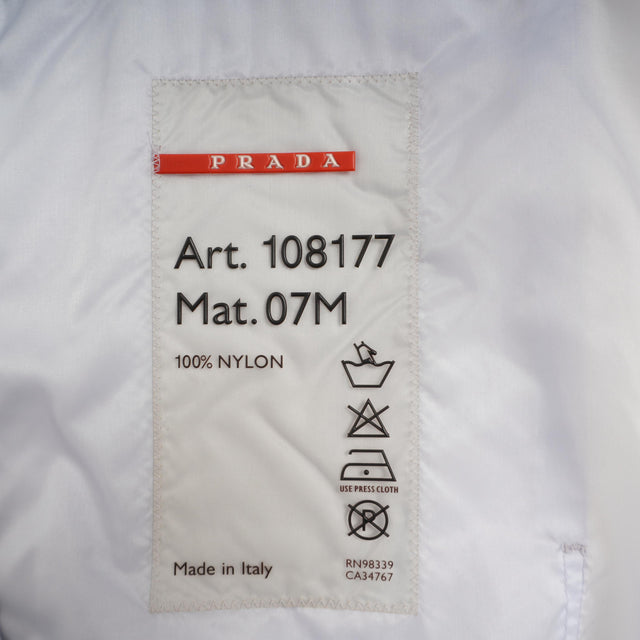 PRADA
Art. 108177
Mat. 07M
100% NYLON
USE PRESS CLOTH
P
Made in Italy
RN98339
CA34767